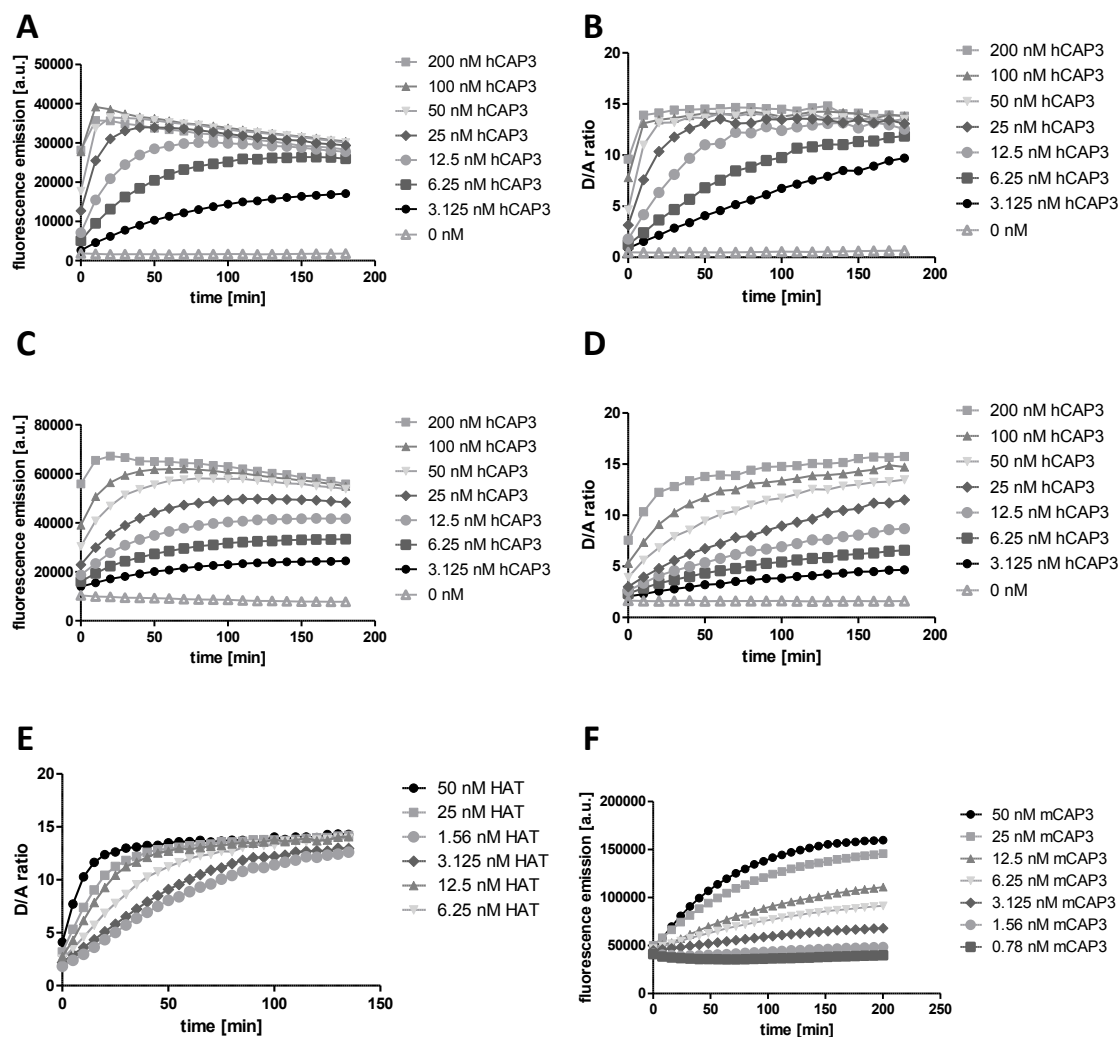 A
fluorescence emission [a.u.]
50000
40000
30000
20000
10000
0
0 50 100 150 200
time [min]
200 nM hCAP3
100 nM hCAP3
50 nM hCAP3
25 nM hCAP3
12.5 nM hCAP3
6.25 nM hCAP3
3.125 nM hCAP3
0 nM
B
D/A ratio
20
15
10
5
0
0 50 100 150 200
time [min]
200 nM hCAP3
100 nM hCAP3
50 nM hCAP3
25 nM hCAP3
12.5 nM hCAP3
6.25 nM hCAP3
3.125 nM hCAP3
0 nM
C
fluorescence emission [a.u.]
80000
60000
40000
20000
0
0 50 100 150 200
time [min]
200 nM hCAP3
100 nM hCAP3
50 nM hCAP3
25 nM hCAP3
12.5 nM hCAP3
6.25 nM hCAP3
3.125 nM hCAP3
0 nM
D
D/A ratio
20
15
10
5
0
0 50 100 150 200
time [min]
200 nM hCAP3
100 nM hCAP3
50 nM hCAP3
25 nM hCAP3
12.5 nM hCAP3
6.25 nM hCAP3
3.125 nM hCAP3
0 nM
E
D/A ratio
20
15
10
5
0
0 50 100 150
time [min]
50 nM HAT
25 nM HAT
1.56 nM HAT
3.125 nM HAT
12.5 nM HAT
6.25 nM HAT
F
fluorescence emission [a.u.]
200000
150000
100000
50000
0
0 50 100 150 200 250
time [min]
50 nM mCAP3
25 nM mCAP3
12.5 nM mCAP3
6.25 nM mCAP3
3.125 nM mCAP3
1.56 nM mCAP3
0.78 nM mCAP3